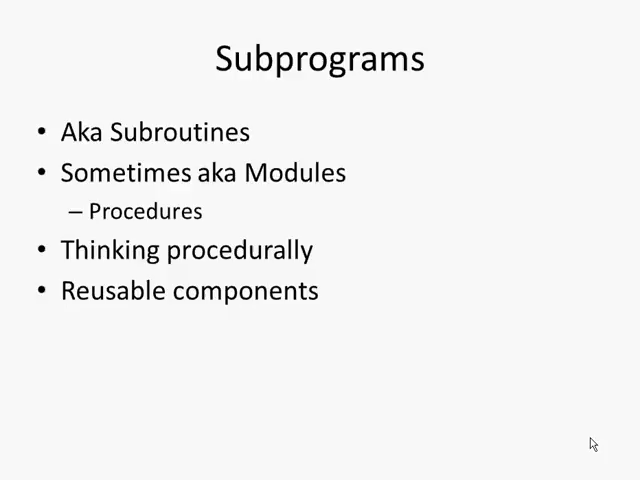 Subprograms
• Aka Subroutines
• Sometimes aka Modules
– Procedures
• Thinking procedurally
• Reusable components